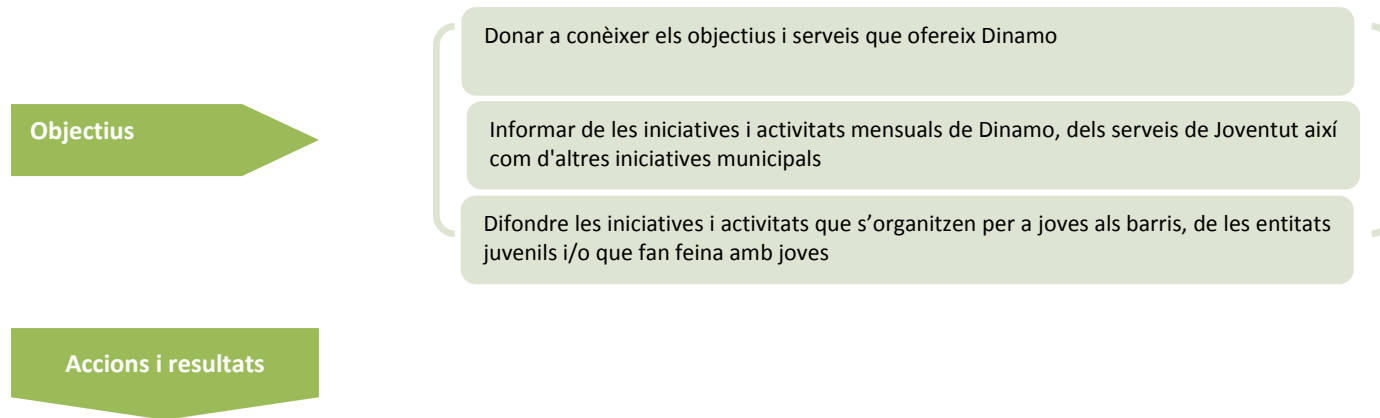 Donar a conèixer els objectius i serveis que ofereix Dinamo
Objectius
Informar de les iniciatives i activitats mensuals de Dinamo, dels serveis de Joventut així
com d'altres iniciatives municipals
Difondre les iniciatives i activitats que s’organitzen per a joves als barris, de les entitats
juvenils i/o que fan feina amb joves
Accions i resultats